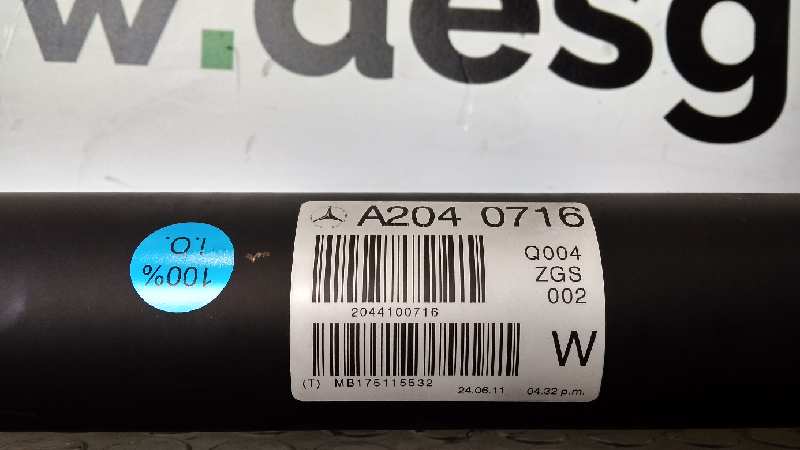 w.desg
A204 0716
Q004
ZGS
002
2044100716
W
(T) MB175115532
24.06.11 04.32 p.m.
100%
i.O.